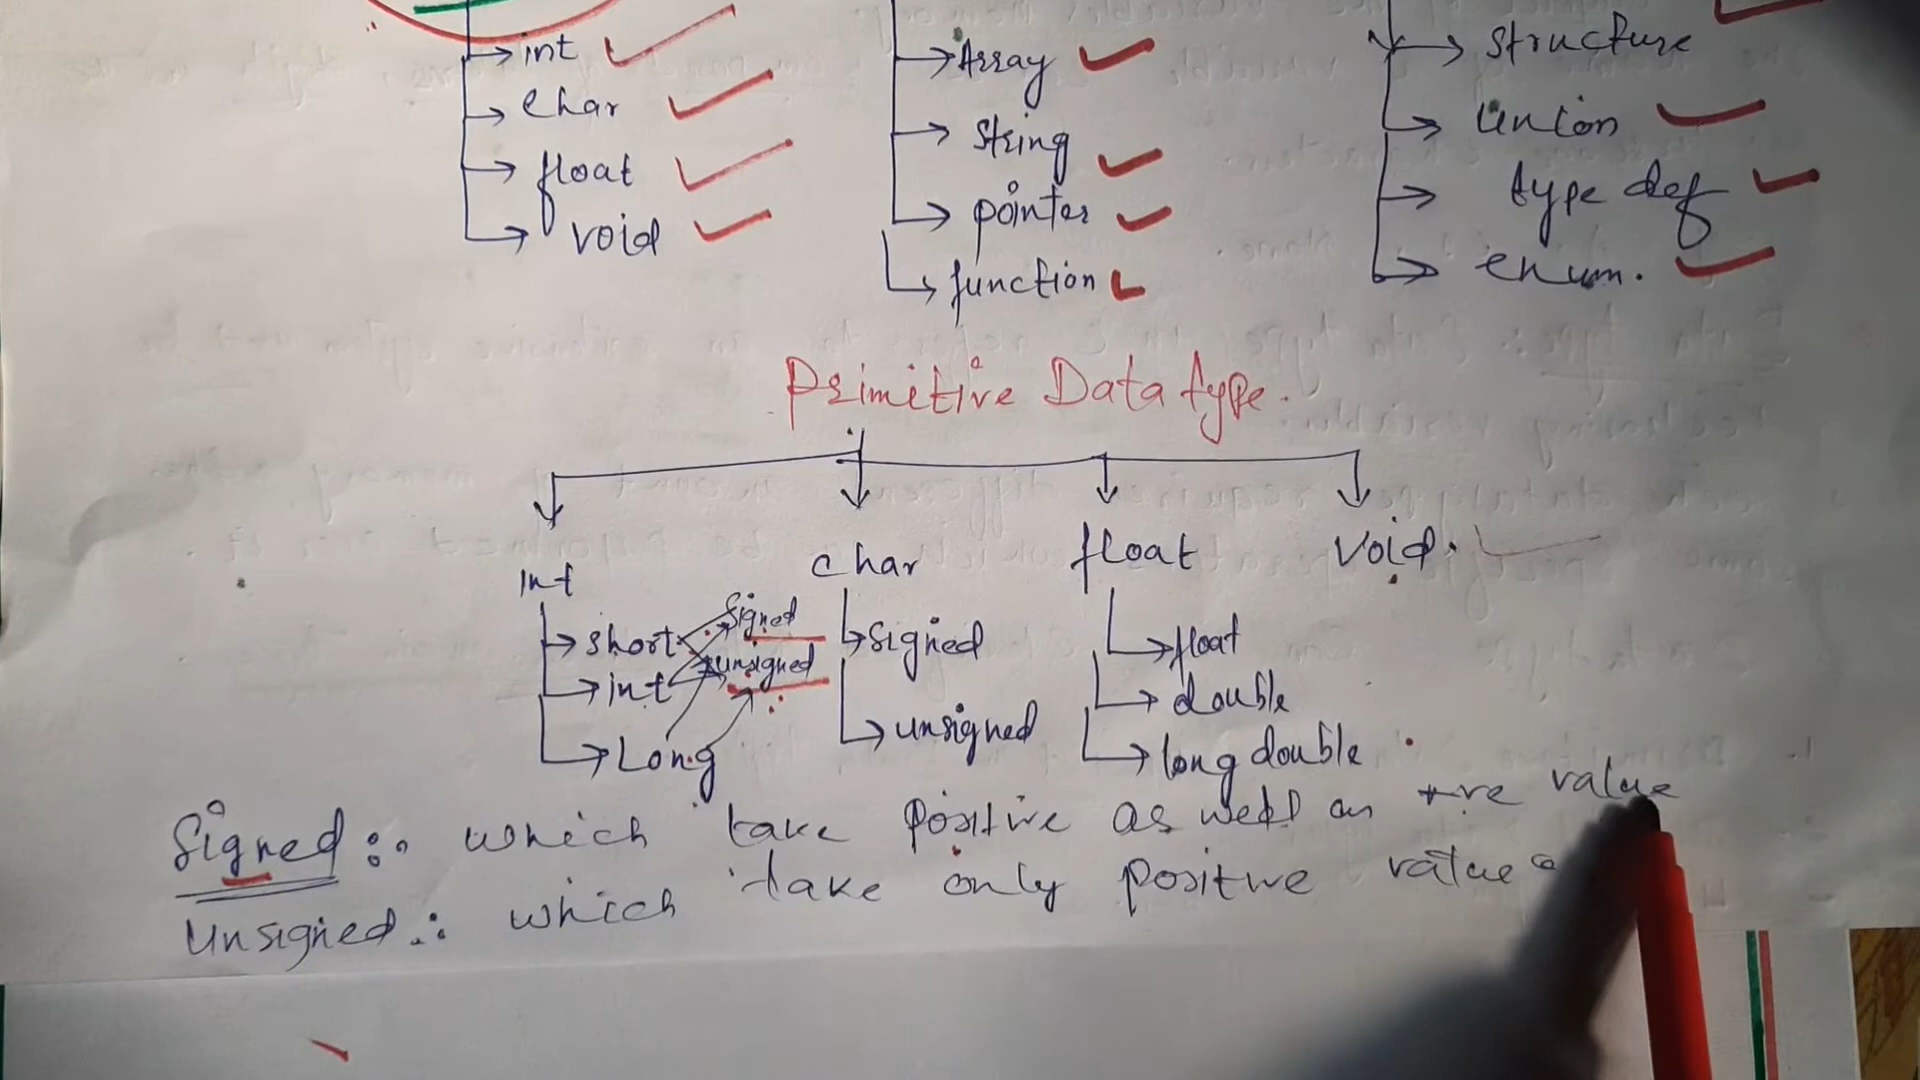 int
char
float
void
Array
string
pointer
function
structure
union
type def
enum.
Primitive Data type.
int
char
float
void.
short
int
Long
signed
unsigned
signed
unsigned
float
double
long double
Signed :. which take positive as well as +ve value
Unsigned .: which take only positive value